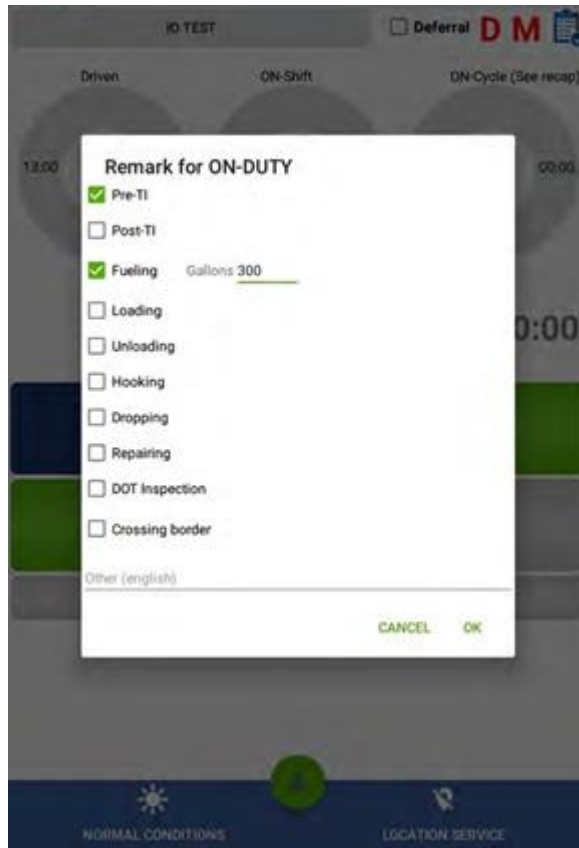 IO TEST
Deferral D M
Driven
ON-Shift
ON-Cycle (See recap)
13:00
00:00
Remark for ON-DUTY
Pre-TI
Post-TI
Fueling Gallons 300
Loading
Unloading
Hooking
Dropping
Repairing
DOT Inspection
Crossing border
0:00
Other (english)
CANCEL OK
NORMAL CONDITIONS
LOCATION SERVICE